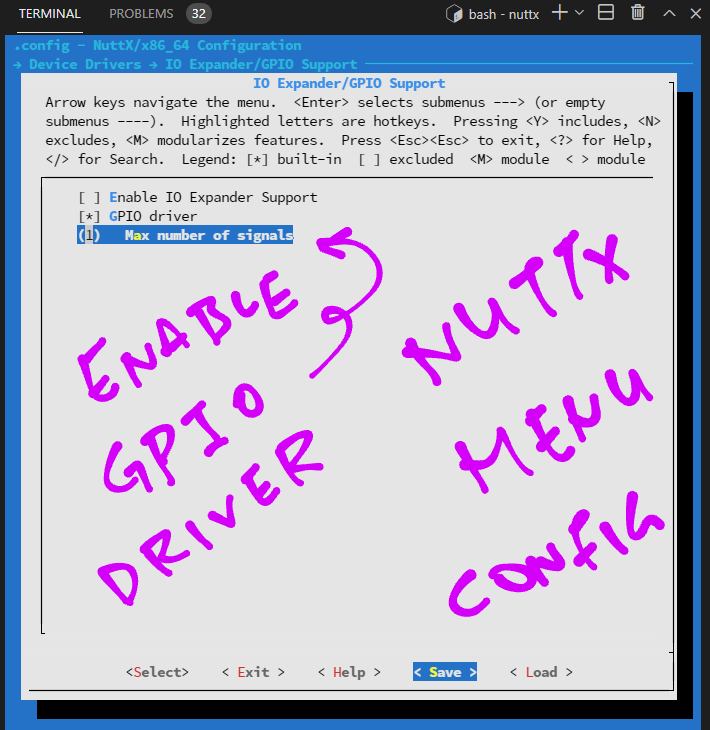 TERMINAL PROBLEMS 32 bash - nuttx
.config - NuttX/x86_64 Configuration
→ Device Drivers → IO Expander/GPIO Support
IO Expander/GPIO Support
Arrow keys navigate the menu. <Enter> selects submenus ---> (or empty
submenus ----). Highlighted letters are hotkeys. Pressing <Y> includes, <N>
excludes, <M> modularizes features. Press <Esc><Esc> to exit, <?> for Help,
</> for Search. Legend: [*] built-in [ ] excluded <M> module < > module
[ ] Enable IO Expander Support
[*] GPIO driver
(1) Max number of signals
ENABLE
GPIO
DRIVER
NUTTX
MENU
CONFIG
<Select> < Exit > < Help > < Save > < Load >